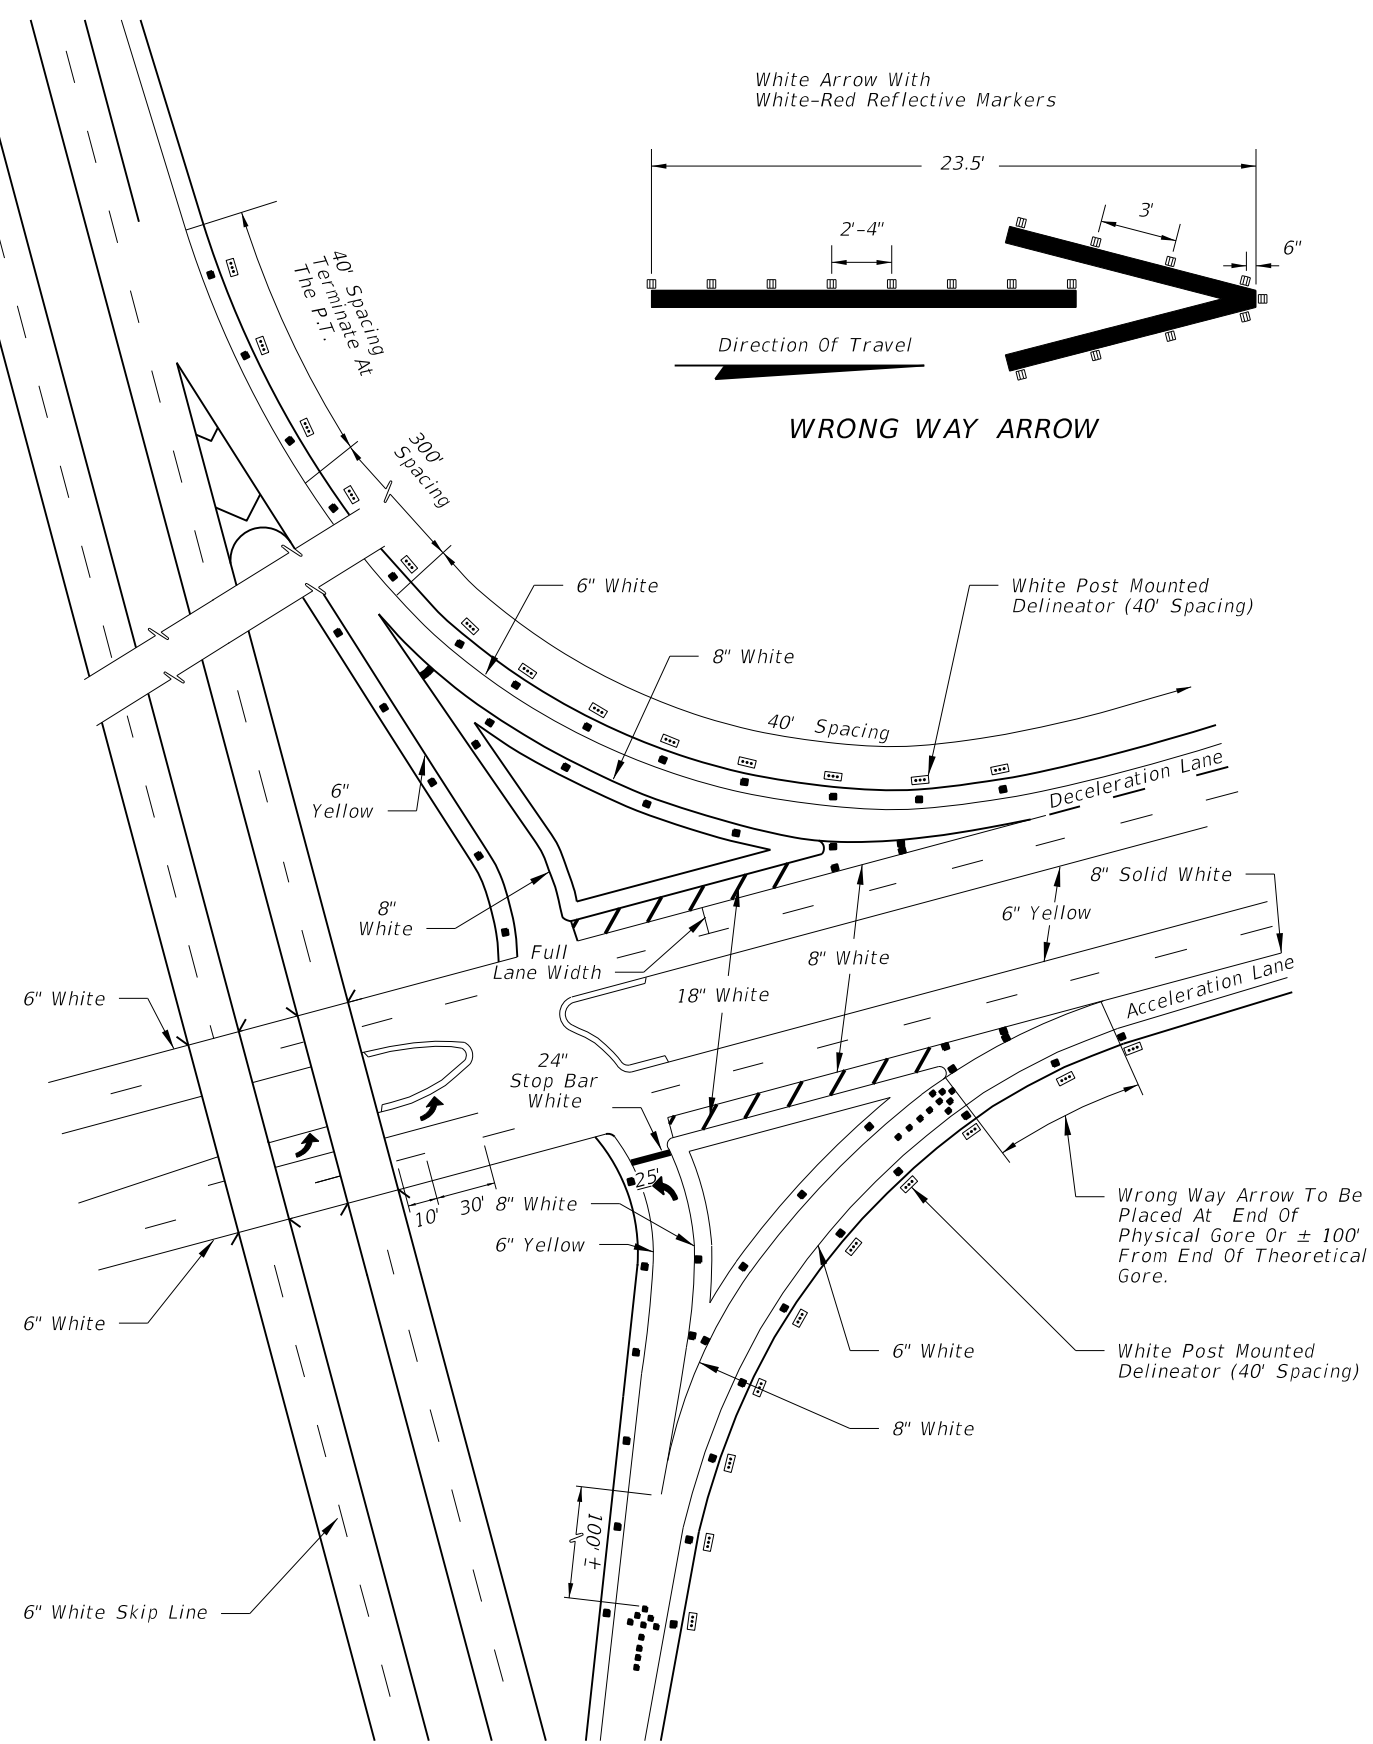 White Arrow With
White-Red Reflective Markers
23.5'
2'-4"
3'
6"
Direction Of Travel
WRONG WAY ARROW
40' Spacing
Terminate At
The P.T.
300'
Spacing
6" White
White Post Mounted
Delineator (40' Spacing)
8" White
40' Spacing
Deceleration Lane
6"
Yellow
8" Solid White
8"
White
6" Yellow
Full
Lane Width
8" White
18" White
6" White
Acceleration Lane
24"
Stop Bar
White
25'
10'
30'
8" White
6" Yellow
Wrong Way Arrow To Be
Placed At End Of
Physical Gore Or ± 100'
From End Of Theoretical
Gore.
6" White
6" White
White Post Mounted
Delineator (40' Spacing)
8" White
100' ±
6" White Skip Line